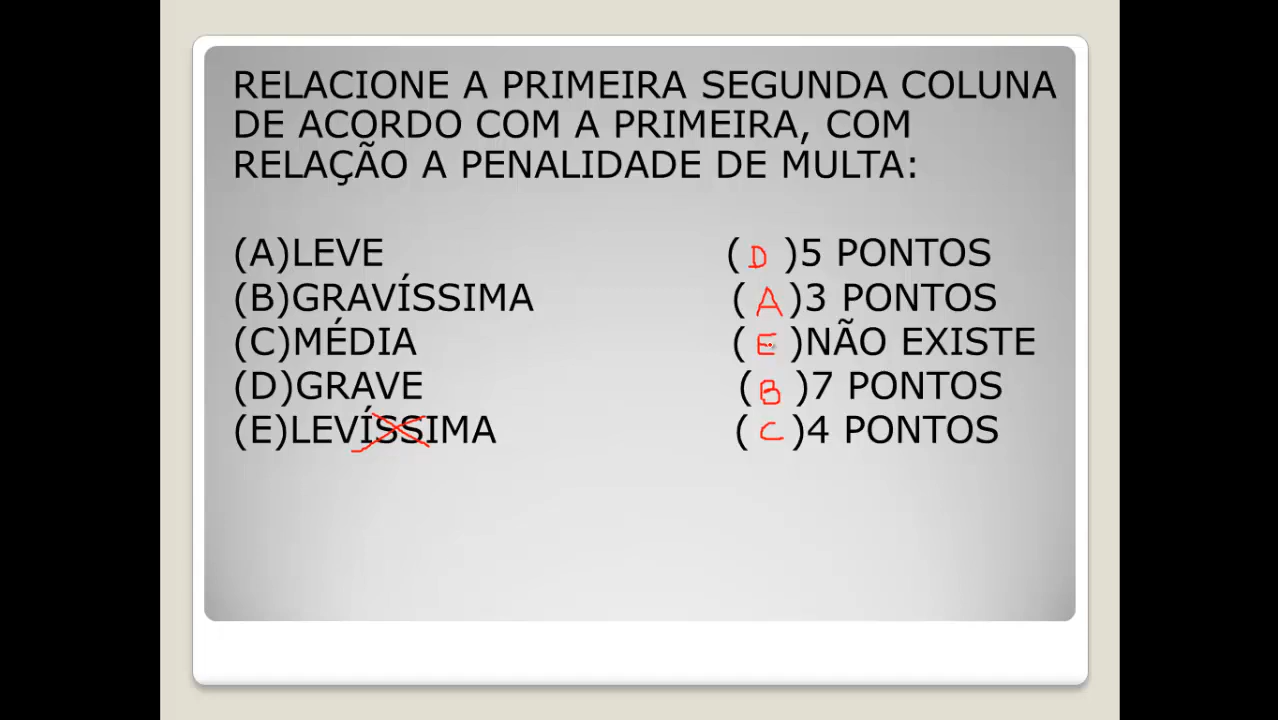 RELACIONE A PRIMEIRA SEGUNDA COLUNA
DE ACORDO COM A PRIMEIRA, COM
RELAÇÃO A PENALIDADE DE MULTA:
(A)LEVE ( D )5 PONTOS
(B)GRAVÍSSIMA ( A )3 PONTOS
(C)MÉDIA ( E )NÃO EXISTE
(D)GRAVE ( B )7 PONTOS
(E)LEVÍSSIMA ( C )4 PONTOS